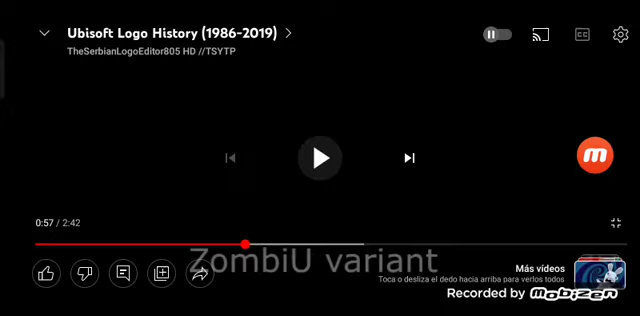 Ubisoft Logo History (1986-2019)
TheSerbianLogoEditor805 HD //TSYTP
CC
m
0:57 / 2:42
ZombiU variant
Más vídeos
Toca o desliza el dedo hacia arriba para verlos todos
Recorded by mobizen